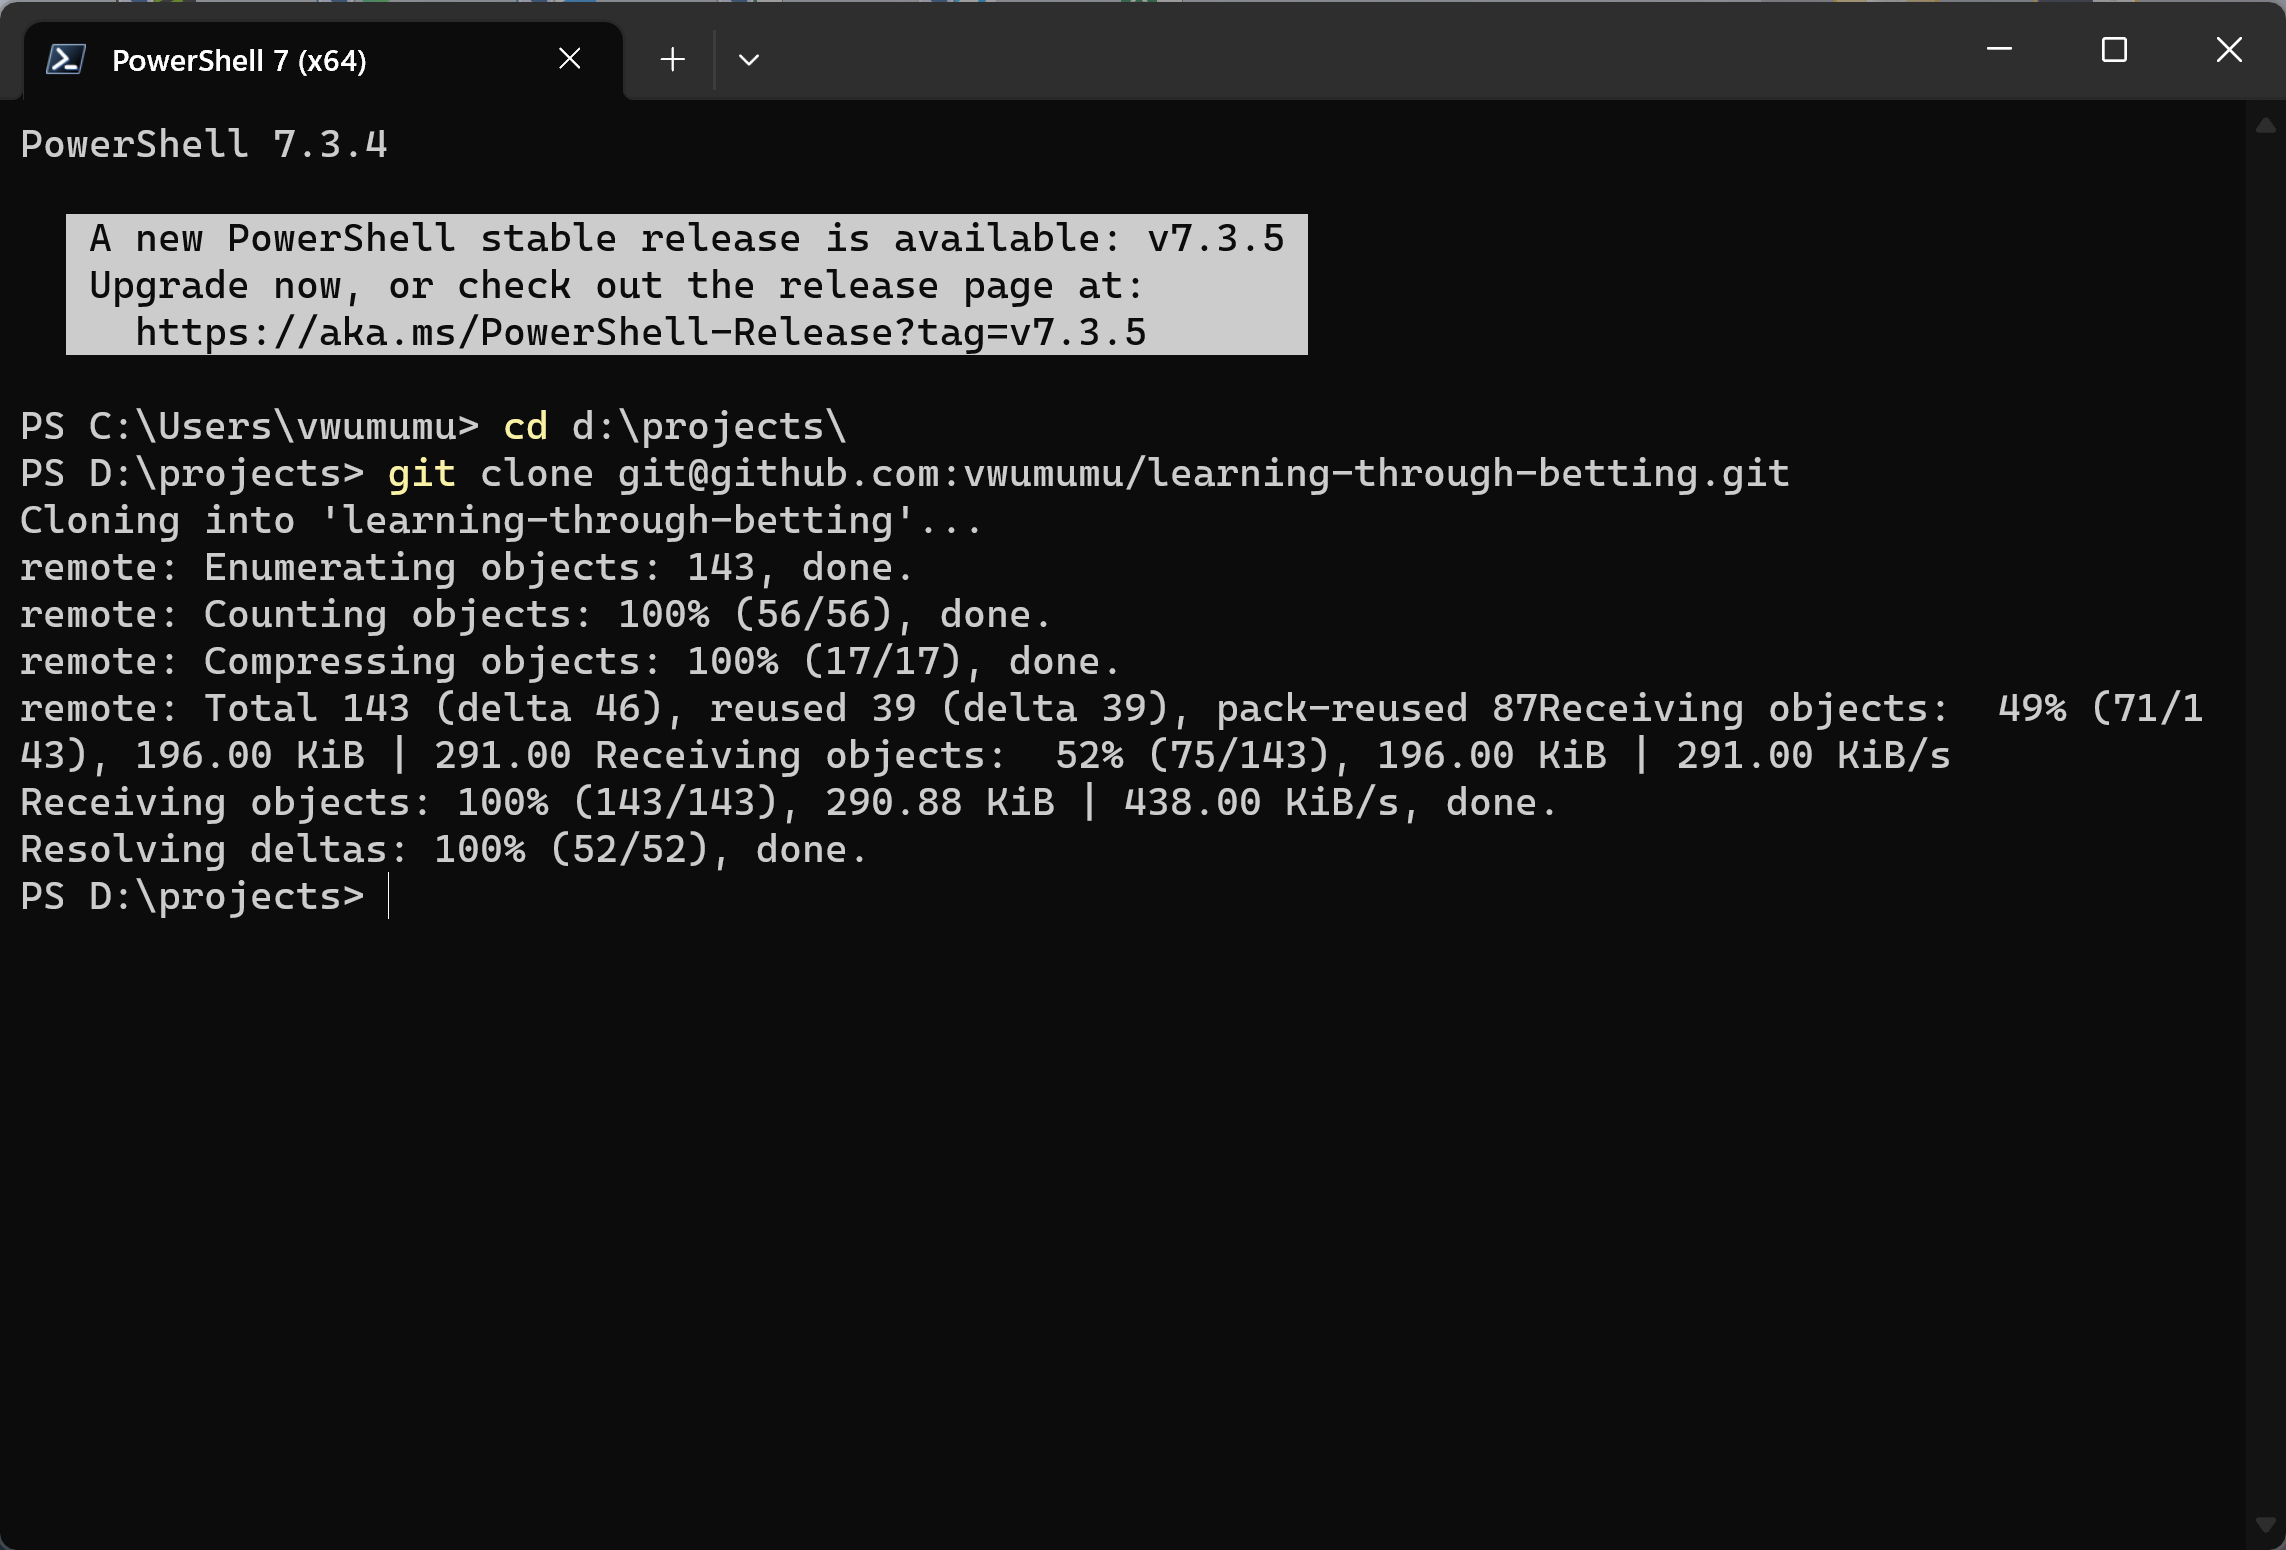 PowerShell 7 (x64)
PowerShell 7.3.4
A new PowerShell stable release is available: v7.3.5
Upgrade now, or check out the release page at:
https://aka.ms/PowerShell-Release?tag=v7.3.5
PS C:\Users\vwumumu> cd d:\projects\
PS D:\projects> git clone git@github.com:vwumumu/learning-through-betting.git
Cloning into 'learning-through-betting'...
remote: Enumerating objects: 143, done.
remote: Counting objects: 100% (56/56), done.
remote: Compressing objects: 100% (17/17), done.
remote: Total 143 (delta 46), reused 39 (delta 39), pack-reused 87Receiving objects:  49% (71/1
43), 196.00 KiB | 291.00 Receiving objects:  52% (75/143), 196.00 KiB | 291.00 KiB/s
Receiving objects: 100% (143/143), 290.88 KiB | 438.00 KiB/s, done.
Resolving deltas: 100% (52/52), done.
PS D:\projects>